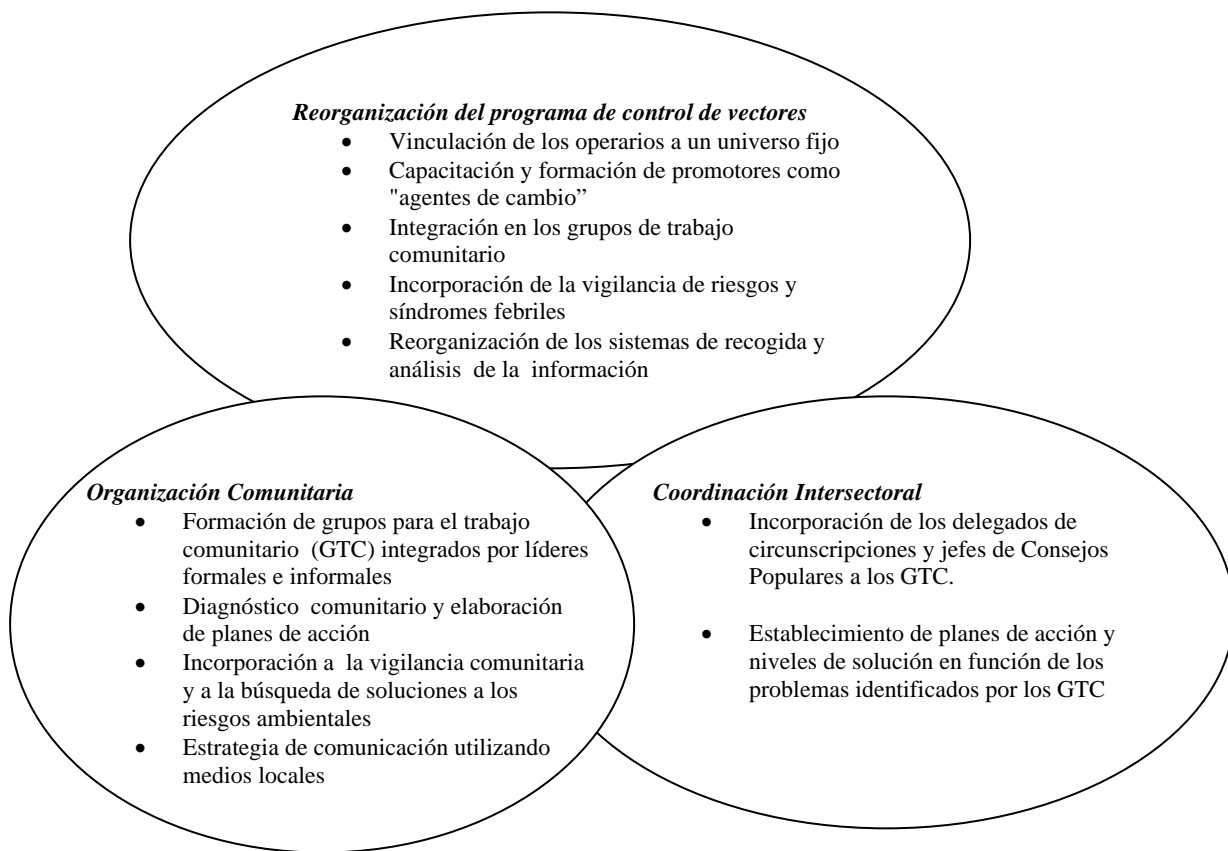 Reorganización del programa de control de vectores
• Vinculación de los operarios a un universo fijo
• Capacitación y formación de promotores como
"agentes de cambio”
• Integración en los grupos de trabajo
comunitario
• Incorporación de la vigilancia de riesgos y
síndromes febriles
• Reorganización de los sistemas de recogida y
análisis de la información
Organización Comunitaria
• Formación de grupos para el trabajo
comunitario (GTC) integrados por líderes
formales e informales
• Diagnóstico comunitario y elaboración
de planes de acción
• Incorporación a la vigilancia comunitaria
y a la búsqueda de soluciones a los
riesgos ambientales
• Estrategia de comunicación utilizando
medios locales
Coordinación Intersectoral
• Incorporación de los delegados de
circunscripciones y jefes de Consejos
Populares a los GTC.
• Establecimiento de planes de acción y
niveles de solución en función de los
problemas identificados por los GTC